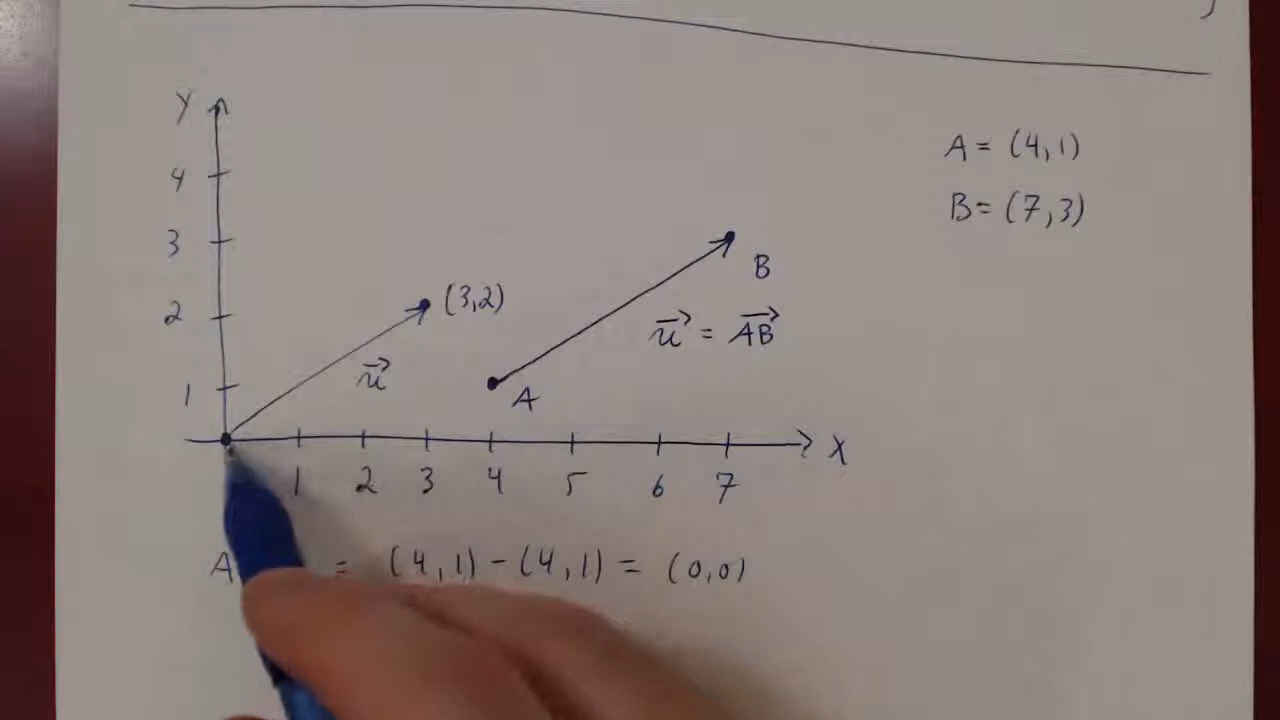 Y
A = (4,1)
4
B = (7,3)
3
B
(3,2)
2
u⃗ = A⃗B⃗
u⃗
1
A
X
1 2 3 4 5 6 7
A = (4,1) - (4,1) = (0,0)